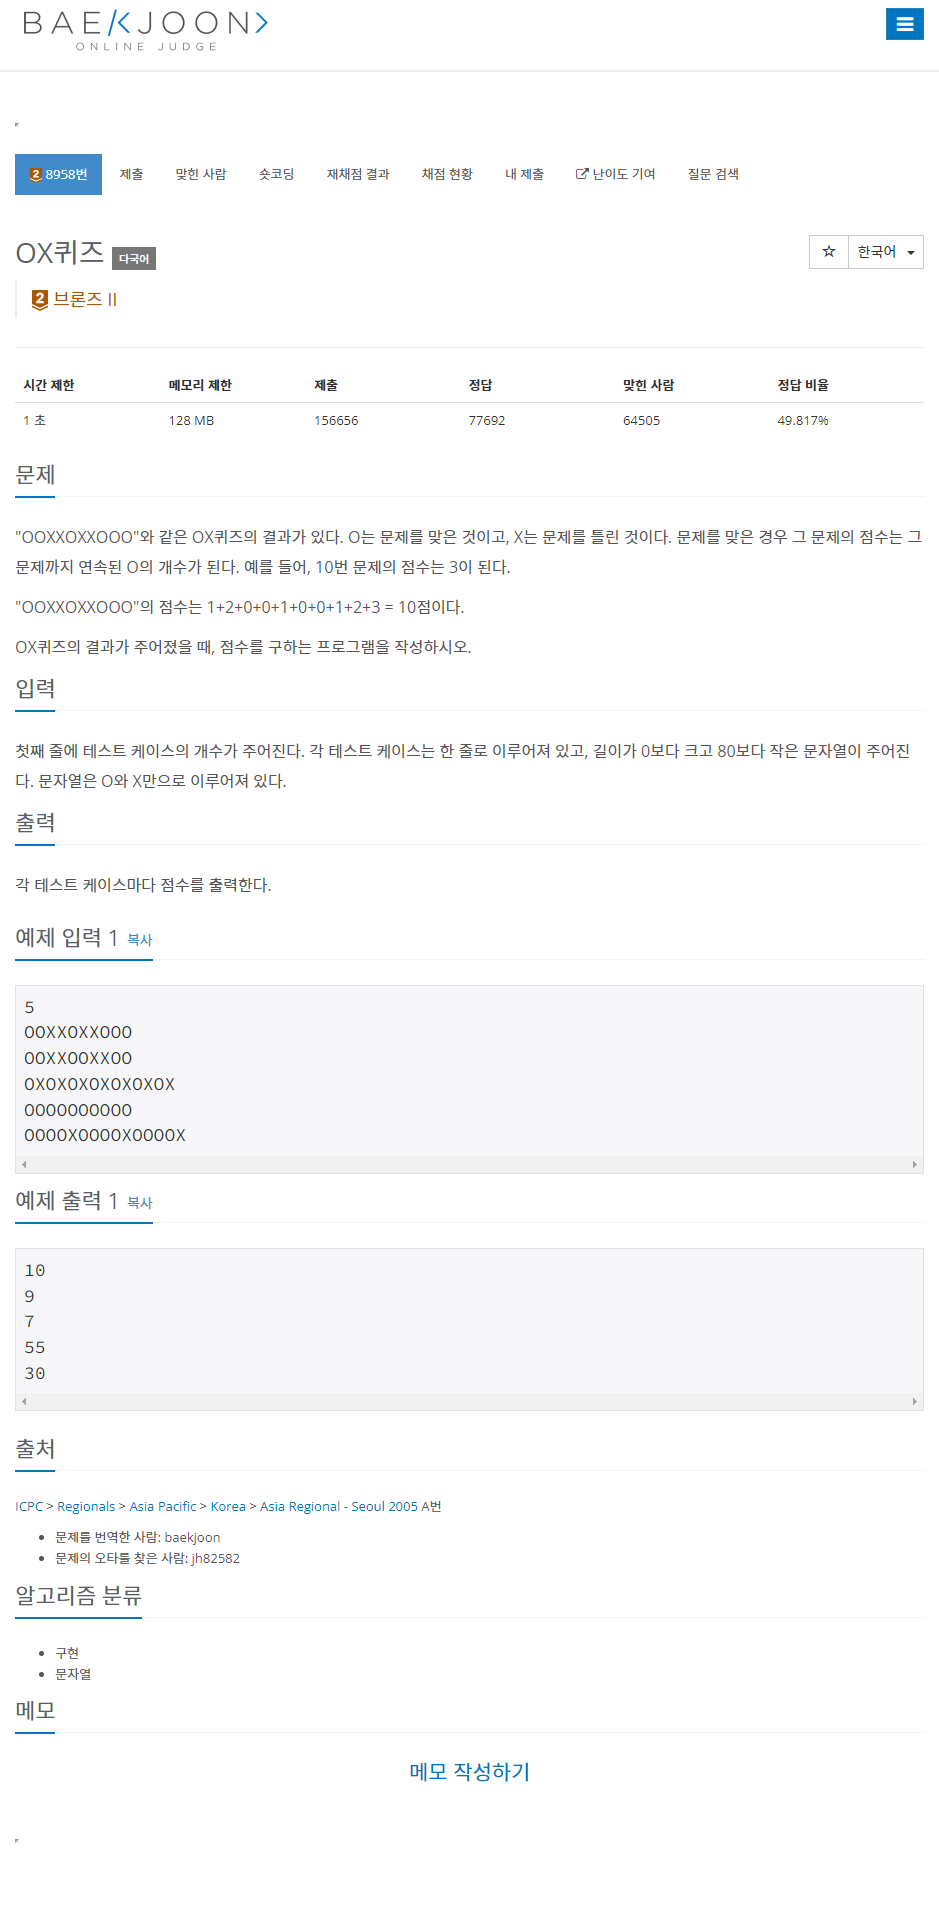 BAEKJOON>
ONLINE JUDGE
8958번 제출 맞힌 사람 숏코딩 재채점 결과 채점 현황 내 제출 난이도 기여 질문 검색
OX퀴즈 다국어 한국어
2 브론즈 II
시간 제한 메모리 제한 제출 정답 맞힌 사람 정답 비율
1 초 128 MB 156656 77692 64505 49.817%
문제
"OOXXOXXOOO"와 같은 OX퀴즈의 결과가 있다. O는 문제를 맞은 것이고, X는 문제를 틀린 것이다. 문제를 맞은 경우 그 문제의 점수는 그
문제까지 연속된 O의 개수가 된다. 예를 들어, 10번 문제의 점수는 3이 된다.
"OOXXOXXOOO"의 점수는 1+2+0+0+1+0+0+1+2+3 = 10점이다.
OX퀴즈의 결과가 주어졌을 때, 점수를 구하는 프로그램을 작성하시오.
입력
첫째 줄에 테스트 케이스의 개수가 주어진다. 각 테스트 케이스는 한 줄로 이루어져 있고, 길이가 0보다 크고 80보다 작은 문자열이 주어진
다. 문자열은 O와 X만으로 이루어져 있다.
출력
각 테스트 케이스마다 점수를 출력한다.
예제 입력 1 복사
5
OOXXOXXOOO
OOXXOOXXOO
OXOXOXOXOXOXOX
OOOOOOOOOO
OOOOXOOOOXOOOOX
예제 출력 1 복사
10
9
7
55
30
출처
ICPC > Regionals > Asia Pacific > Korea > Asia Regional - Seoul 2005 A번
문제를 번역한 사람: baekjoon
문제의 오타를 찾은 사람: jh82582
알고리즘 분류
구현
문자열
메모
메모 작성하기